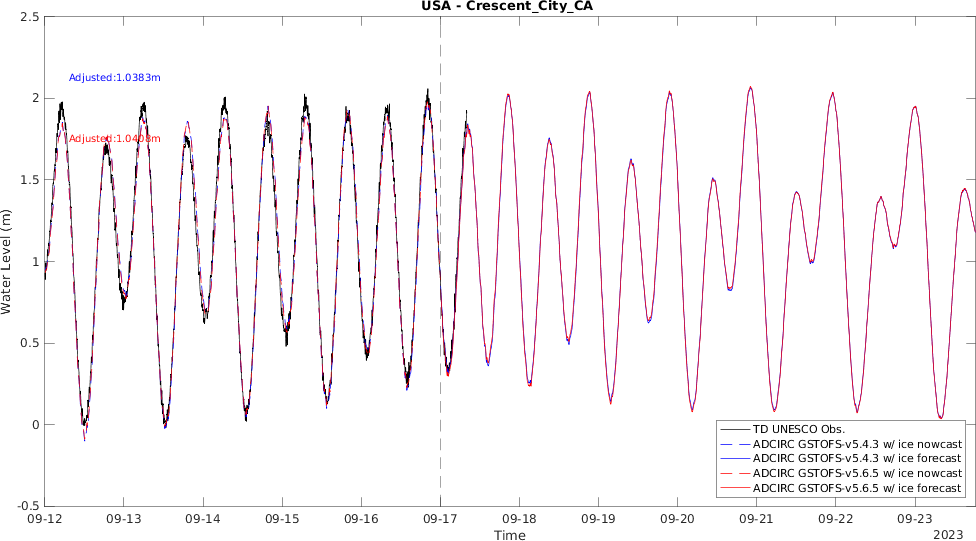 USA - Crescent_City_CA
2.5
2
1.5
1
0.5
0
-0.5
Water Level (m)
Adjusted:1.0383m
Adjusted:1.0408m
TD UNESCO Obs.
ADCIRC GSTOFS-v5.4.3 w/ ice nowcast
ADCIRC GSTOFS-v5.4.3 w/ ice forecast
ADCIRC GSTOFS-v5.6.5 w/ ice nowcast
ADCIRC GSTOFS-v5.6.5 w/ ice forecast
09-12 09-13 09-14 09-15 09-16 09-17 09-18 09-19 09-20 09-21 09-22 09-23
Time
2023